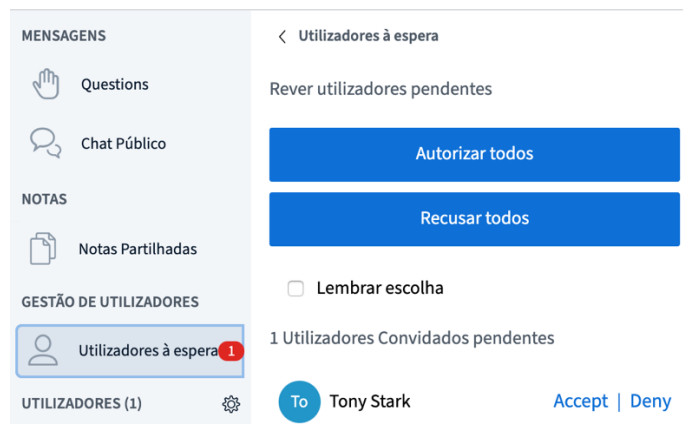 MENSAGENS
Questions
Chat Público
NOTAS
Notas Partilhadas
GESTÃO DE UTILIZADORES
Utilizadores à espera 1
UTILIZADORES (1)
Utilizadores à espera
Rever utilizadores pendentes
Autorizar todos
Recusar todos
Lembrar escolha
1 Utilizadores Convidados pendentes
To Tony Stark Accept | Deny